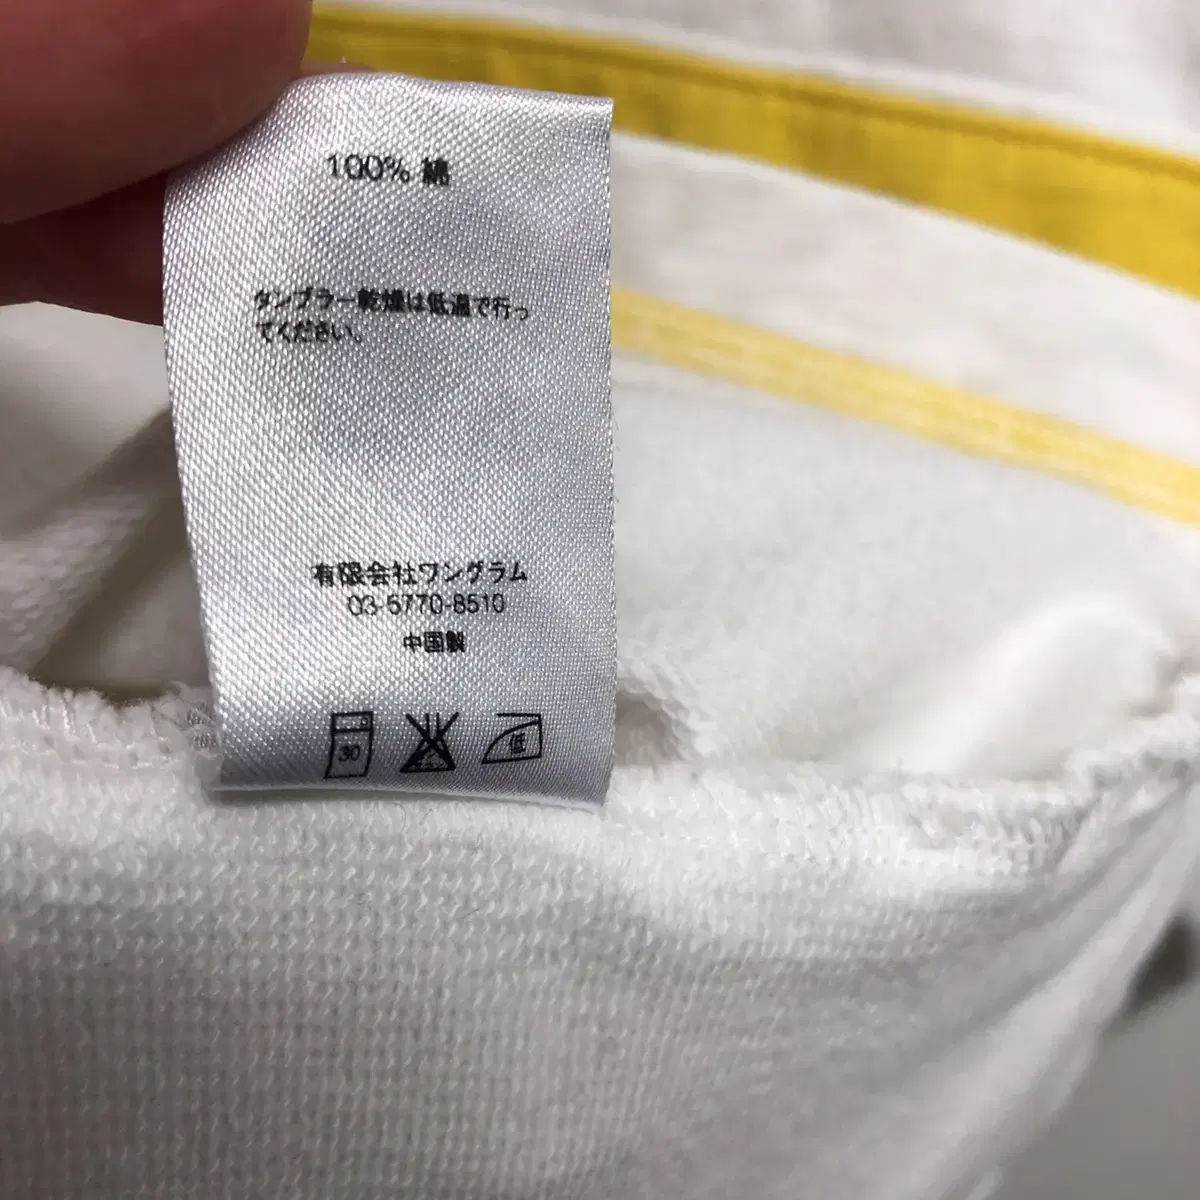 100% 綿
タンブラー乾燥は低温で行っ
てください。
有限会社ワングラム
03-5770-8510
中国製
30
低